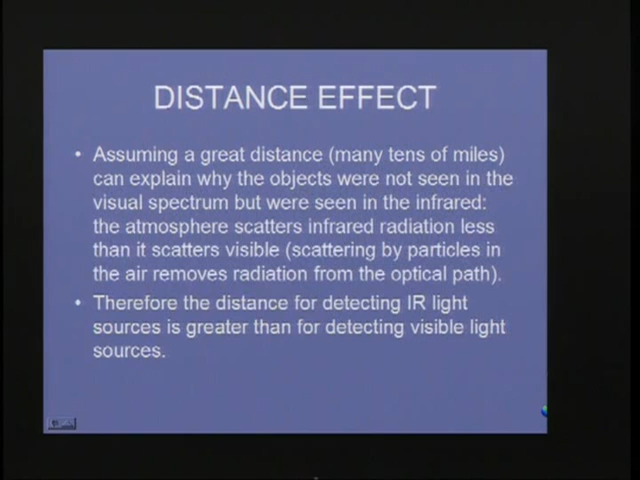 DISTANCE EFFECT
• Assuming a great distance (many tens of miles)
can explain why the objects were not seen in the
visual spectrum but were seen in the infrared:
the atmosphere scatters infrared radiation less
than it scatters visible (scattering by particles in
the air removes radiation from the optical path).
• Therefore the distance for detecting IR light
sources is greater than for detecting visible light
sources.